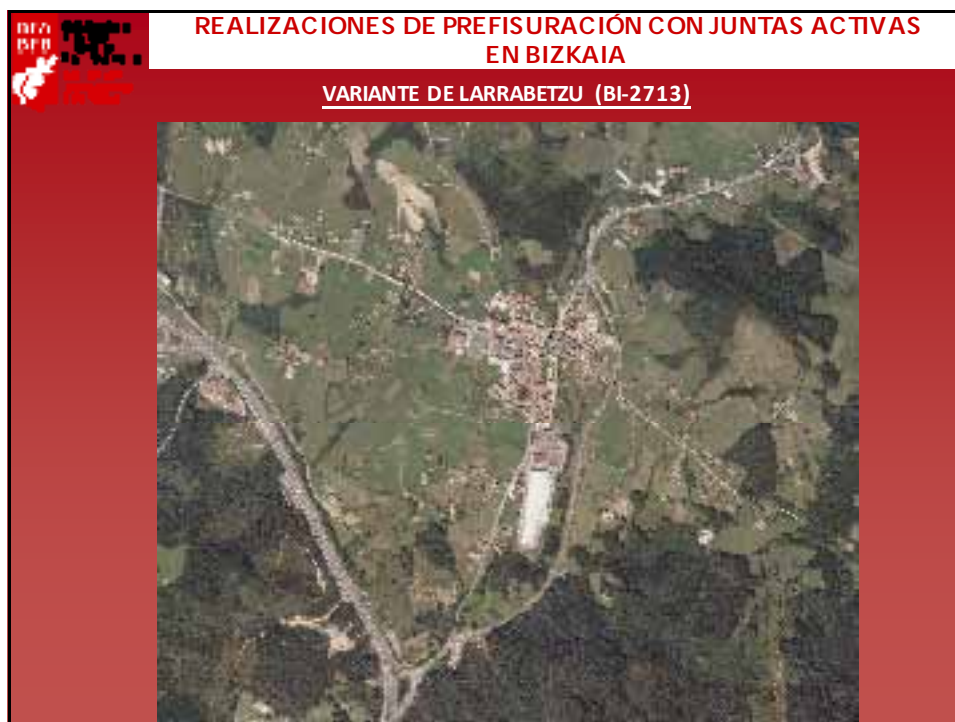 REALIZACIONES DE PREFISURACIÓN CON JUNTAS ACTIVAS
EN BIZKAIA
VARIANTE DE LARRABETZU (BI-2713)